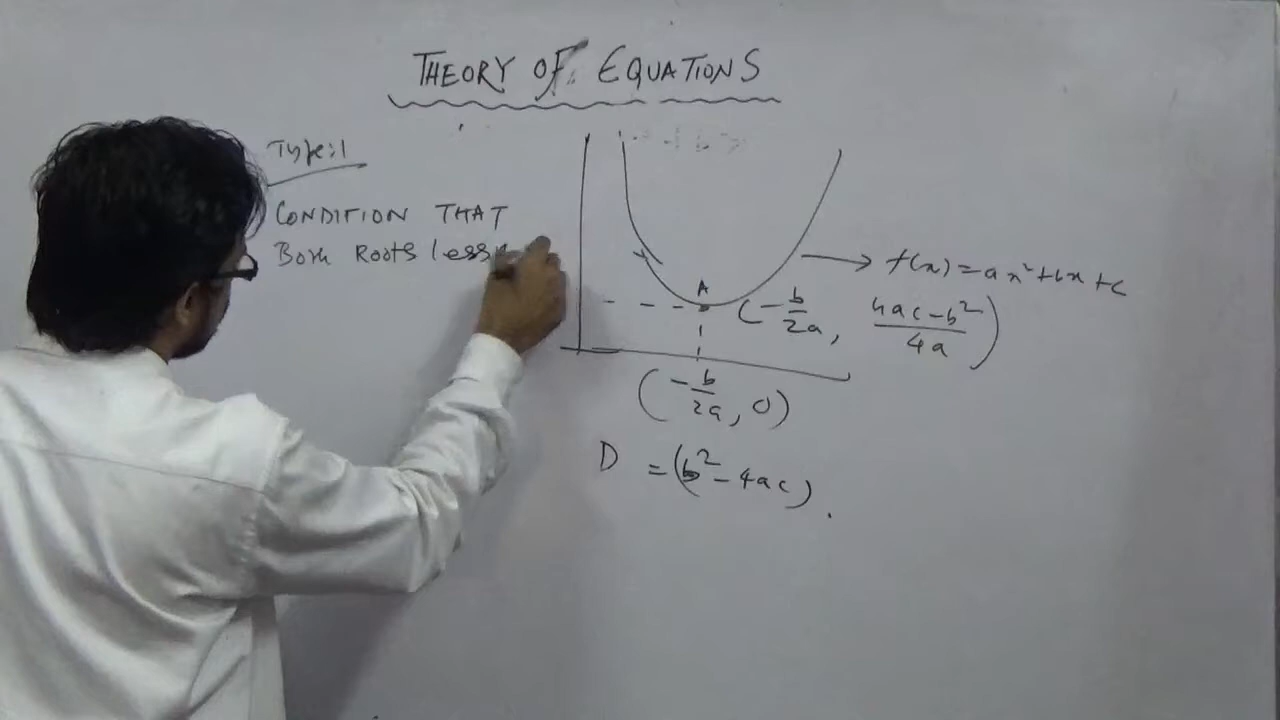 THEORY OF EQUATIONS
Type:1
CONDITION THAT
Both Roots less
A
f(x) = ax²+bx+c
(-b/2a, 4ac-b²/4a)
(-b/2a, 0)
D = (b²-4ac).